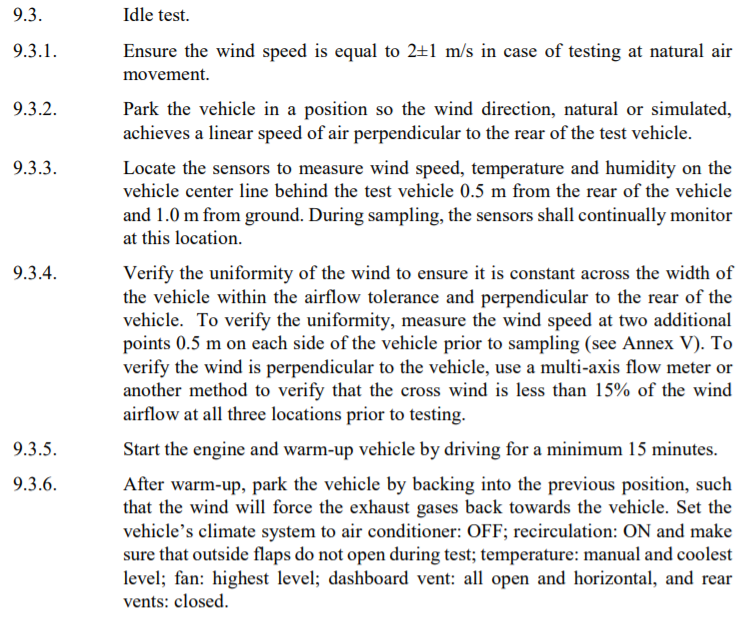 9.3. Idle test.
9.3.1. Ensure the wind speed is equal to 2±1 m/s in case of testing at natural air
movement.
9.3.2. Park the vehicle in a position so the wind direction, natural or simulated,
achieves a linear speed of air perpendicular to the rear of the test vehicle.
9.3.3. Locate the sensors to measure wind speed, temperature and humidity on the
vehicle center line behind the test vehicle 0.5 m from the rear of the vehicle
and 1.0 m from ground. During sampling, the sensors shall continually monitor
at this location.
9.3.4. Verify the uniformity of the wind to ensure it is constant across the width of
the vehicle within the airflow tolerance and perpendicular to the rear of the
vehicle. To verify the uniformity, measure the wind speed at two additional
points 0.5 m on each side of the vehicle prior to sampling (see Annex V). To
verify the wind is perpendicular to the vehicle, use a multi-axis flow meter or
another method to verify that the cross wind is less than 15% of the wind
airflow at all three locations prior to testing.
9.3.5. Start the engine and warm-up vehicle by driving for a minimum 15 minutes.
9.3.6. After warm-up, park the vehicle by backing into the previous position, such
that the wind will force the exhaust gases back towards the vehicle. Set the
vehicle’s climate system to air conditioner: OFF; recirculation: ON and make
sure that outside flaps do not open during test; temperature: manual and coolest
level; fan: highest level; dashboard vent: all open and horizontal, and rear
vents: closed.